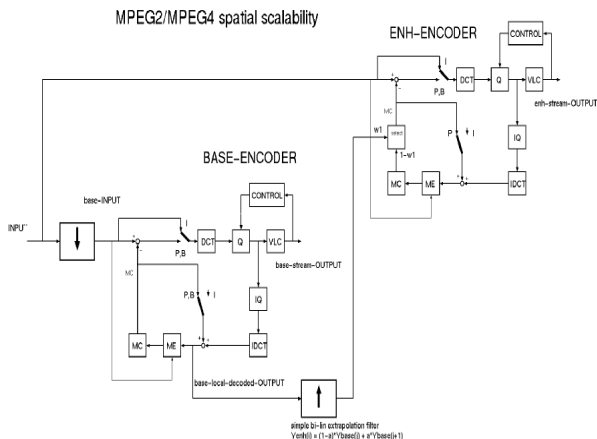 MPEG2/MPEG4 spatial scalability
ENH-ENCODER
CONTROL
I
DCT
Q
VLC
P,B
enh-stream-OUTPUT
MC
w1
select
P
I
IQ
1-w1
MC
ME
IDCT
BASE-ENCODER
base-INPUT
CONTROL
I
DCT
Q
VLC
P,B
base-stream-OUTPUT
MC
P,B
I
IQ
MC
ME
IDCT
base-local-decoded-OUTPUT
simple bi-lin extrapolation filter
Yenh(i) = (1-a)*Ybase(j) + a*Ybase(j+1)